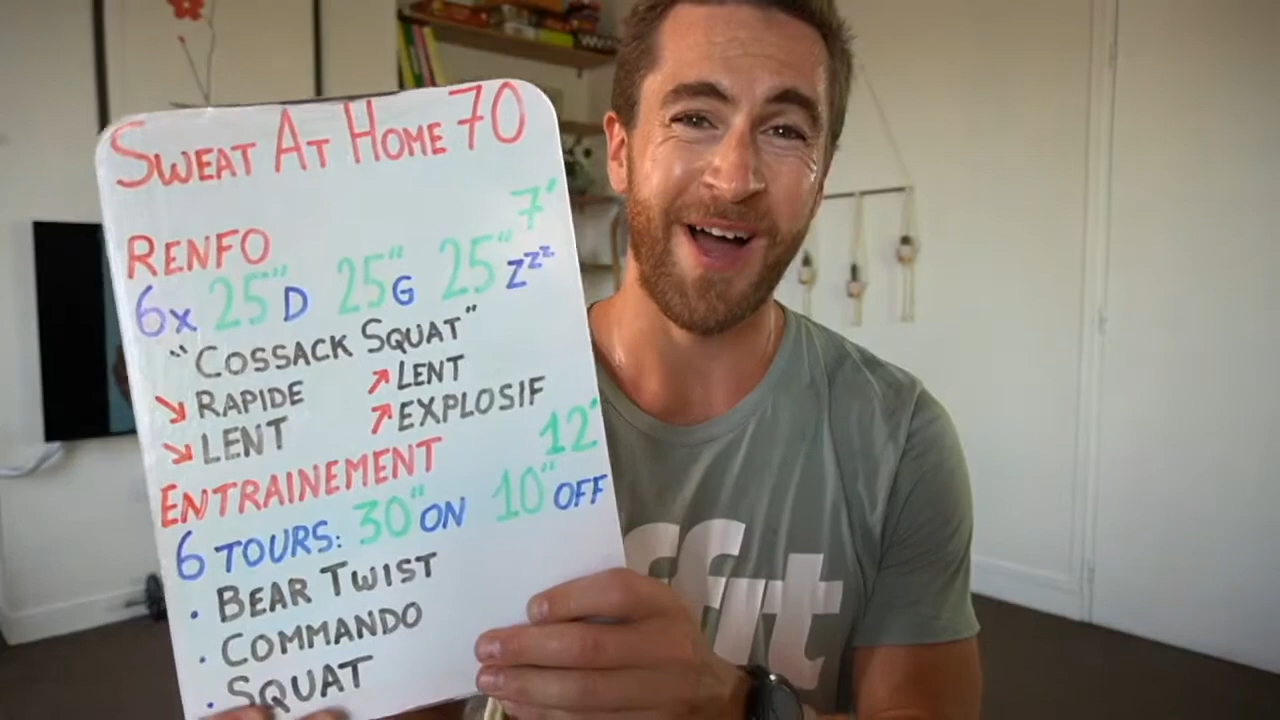 SWEAT AT HOME 70
RENFO 7'
6x 25" D 25" G 25" Zzz
"COSSACK SQUAT"
↘ RAPIDE ↗ LENT
↘ LENT ↗ EXPLOSIF
ENTRAINEMENT 12'
6 TOURS: 30" ON 10" OFF
• BEAR TWIST
• COMMANDO
• SQUAT